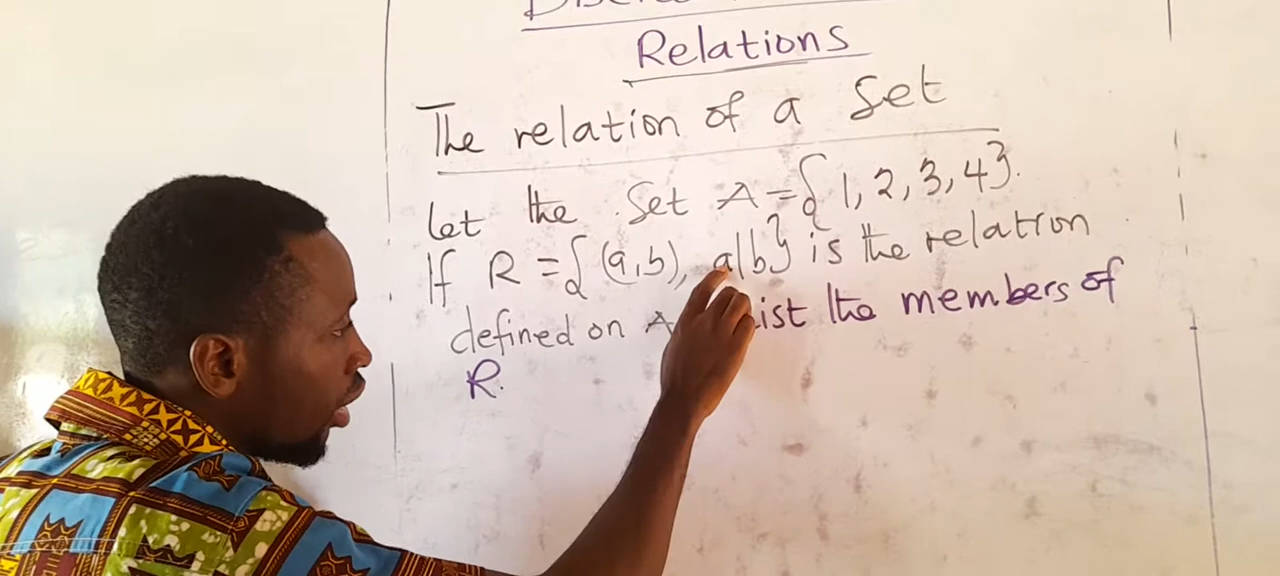 Relations
The relation of a Set
Let the Set A = { 1, 2, 3, 4}.
If R = { (a, b), a|b} is the relation
defined on A List the members of
R.